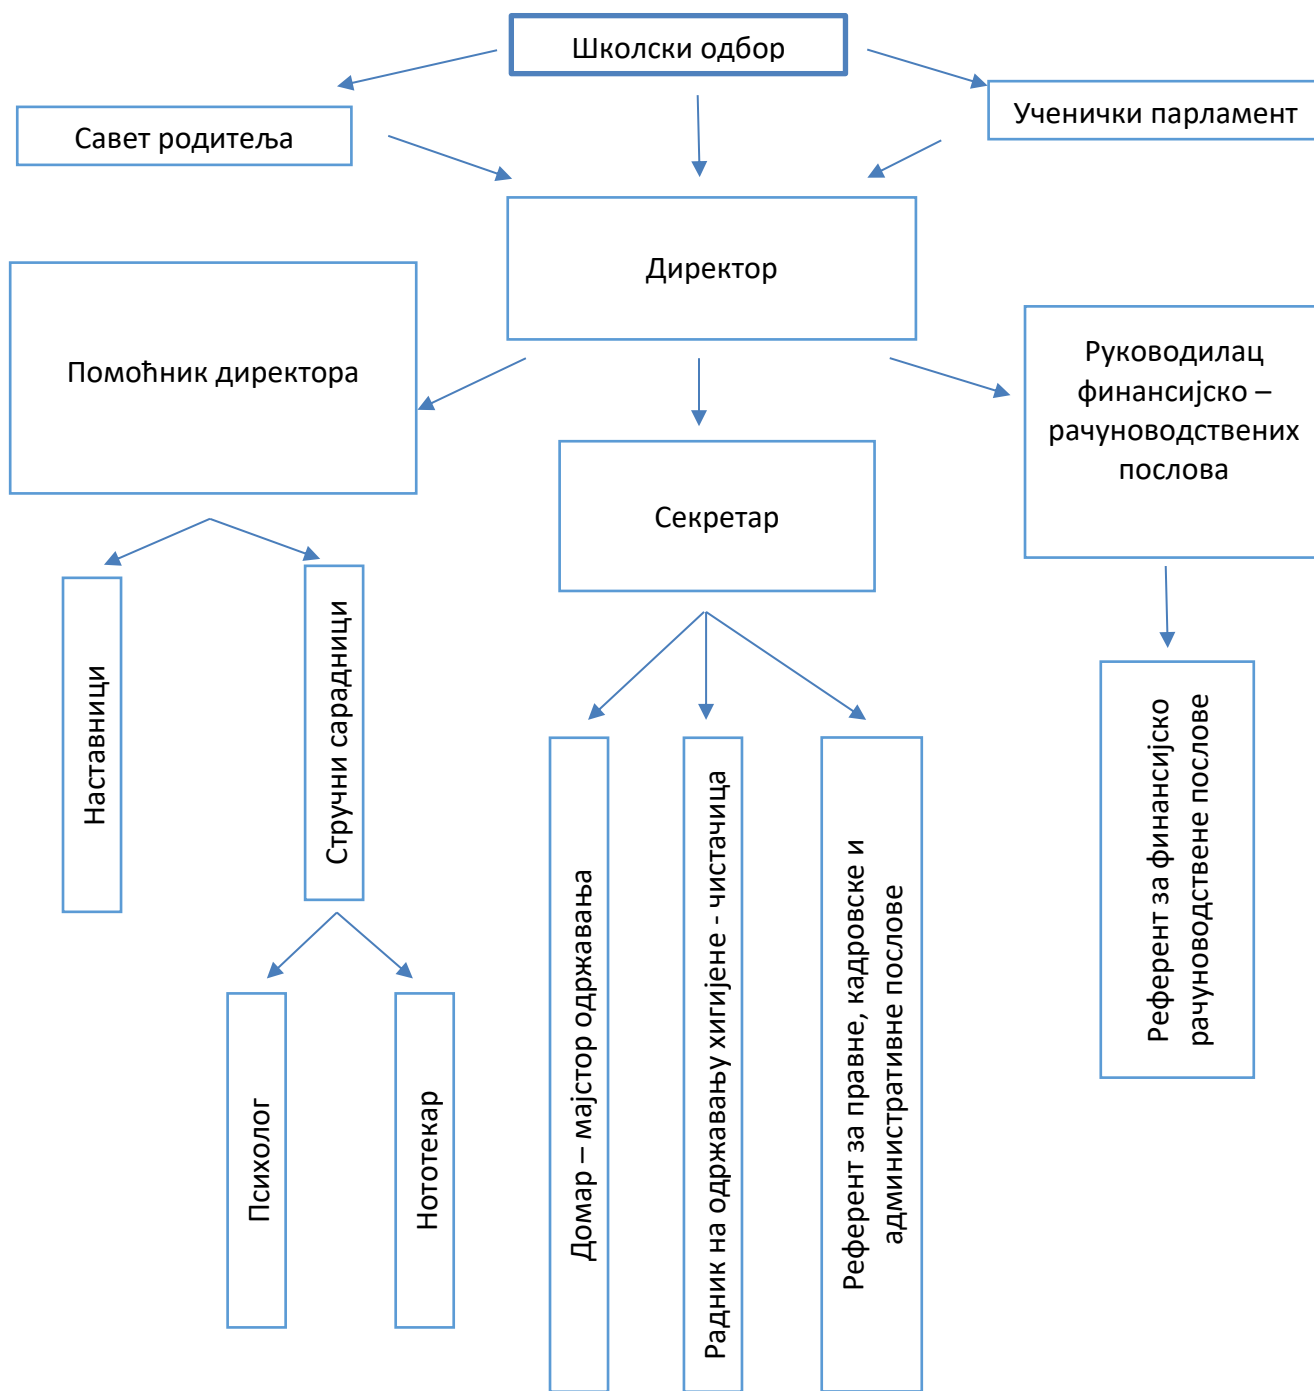 Школски одбор
Савет родитеља
Ученички парламент
Директор
Помоћник директора
Руководилац
финансијско –
рачуноводствених
послова
Секретар
Наставници
Стручни сарадници
Психолог
Нототекар
Домар – мајстор одржавања
Радник на одржавању хигијене - чистачица
Референт за правне, кадровске и
административне послове
Референт за финансијско
рачуноводствене послове